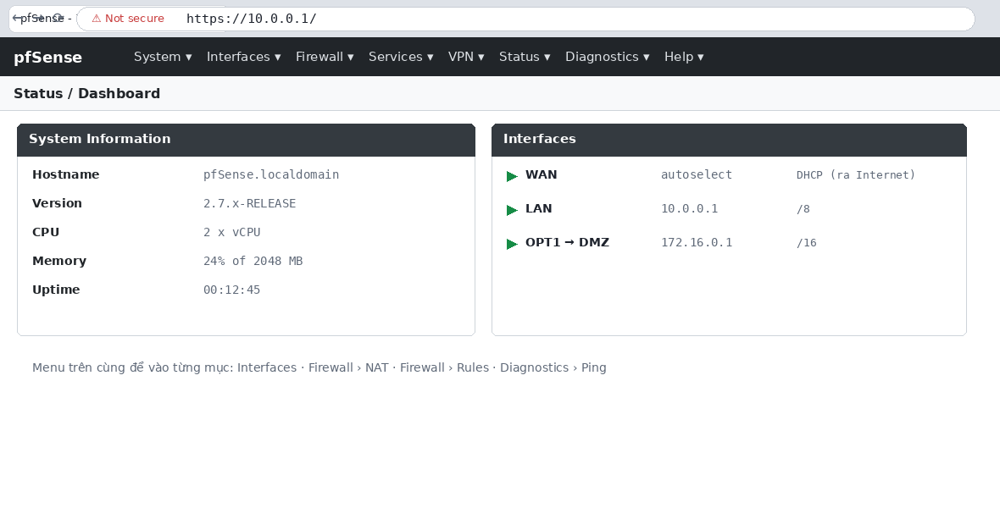 pfSense - ⚠ Not secure https://10.0.0.1/
pfSense System ▾ Interfaces ▾ Firewall ▾ Services ▾ VPN ▾ Status ▾ Diagnostics ▾ Help ▾
Status / Dashboard
System Information
Hostname pfSense.localdomain
Version 2.7.x-RELEASE
CPU 2 x vCPU
Memory 24% of 2048 MB
Uptime 00:12:45
Interfaces
WAN autoselect DHCP (ra Internet)
LAN 10.0.0.1 /8
OPT1 → DMZ 172.16.0.1 /16
Menu trên cùng để vào từng mục: Interfaces · Firewall › NAT · Firewall › Rules · Diagnostics › Ping